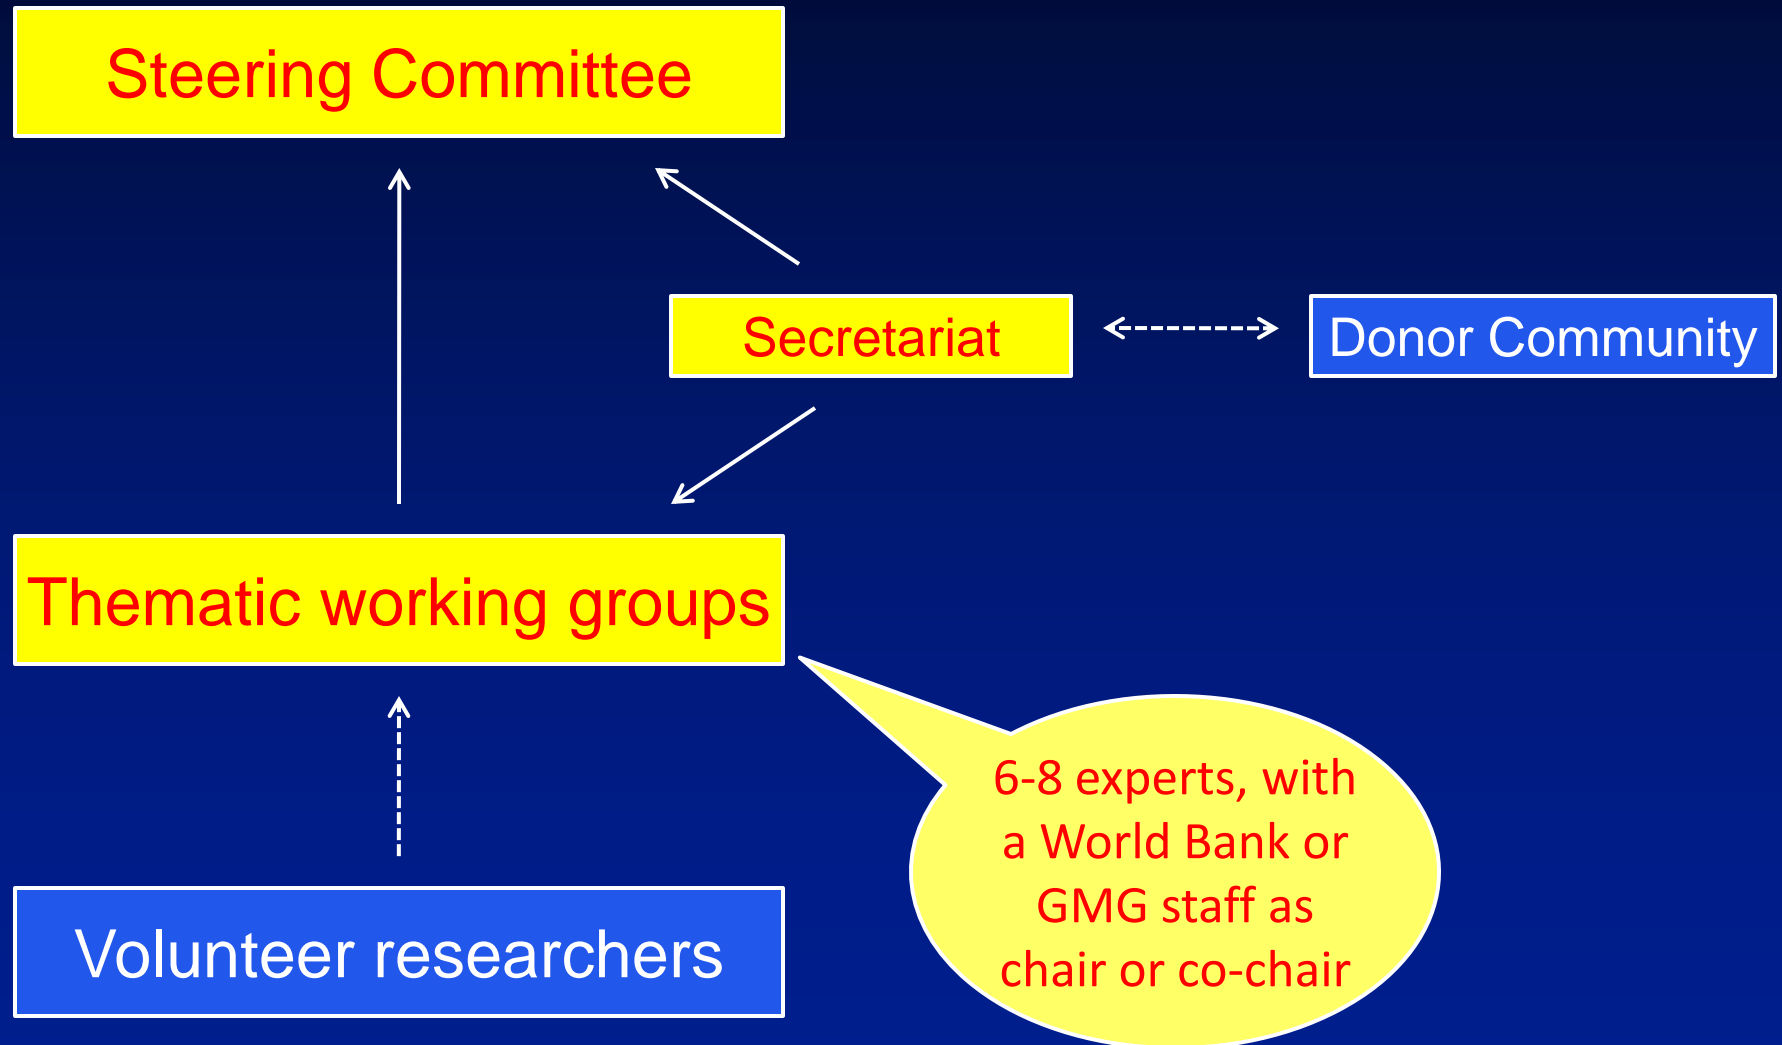 Steering Committee
Secretariat
Donor Community
Thematic working groups
6-8 experts, with
a World Bank or
GMG staff as
chair or co-chair
Volunteer researchers